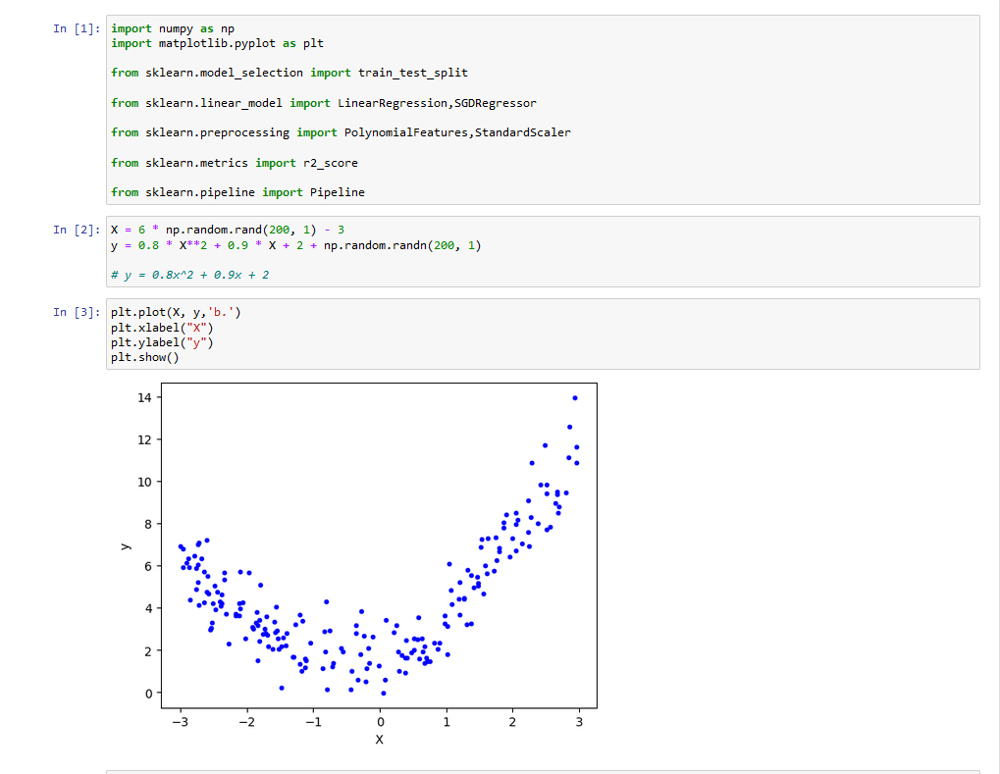 In [1]: import numpy as np
import matplotlib.pyplot as plt
from sklearn.model_selection import train_test_split
from sklearn.linear_model import LinearRegression,SGDRegressor
from sklearn.preprocessing import PolynomialFeatures,StandardScaler
from sklearn.metrics import r2_score
from sklearn.pipeline import Pipeline
In [2]: X = 6 * np.random.rand(200, 1) - 3
y = 0.8 * X**2 + 0.9 * X + 2 + np.random.randn(200, 1)
# y = 0.8x^2 + 0.9x + 2
In [3]: plt.plot(X, y,'b.')
plt.xlabel("X")
plt.ylabel("y")
plt.show()
14
12
10
8
y
6
4
2
0
−3 −2 −1 0 1 2 3
X